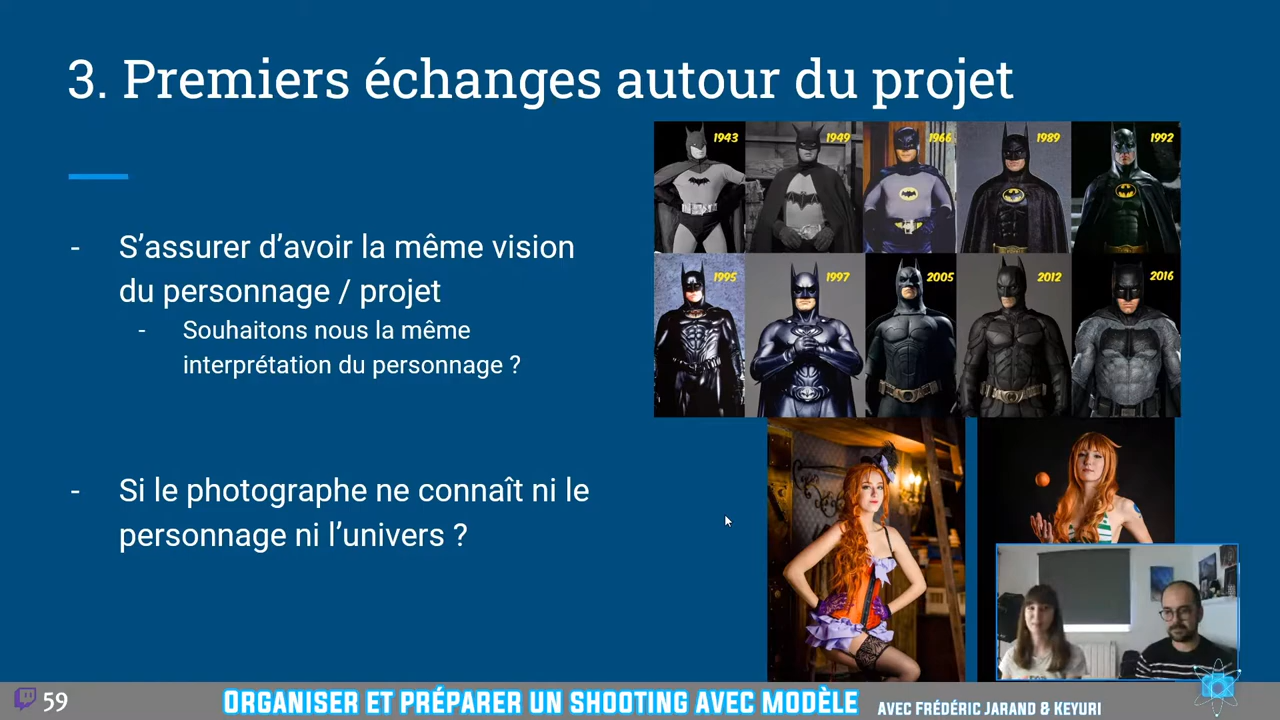 3. Premiers échanges autour du projet
1943
1949
1966
1989
1992
1995
1997
2005
2012
2016
- S’assurer d’avoir la même vision
du personnage / projet
- Souhaitons nous la même
interprétation du personnage ?
- Si le photographe ne connaît ni le
personnage ni l’univers ?
59
ORGANISER ET PRÉPARER UN SHOOTING AVEC MODÈLE
AVEC FRÉDÉRIC JARAND & KEYURI